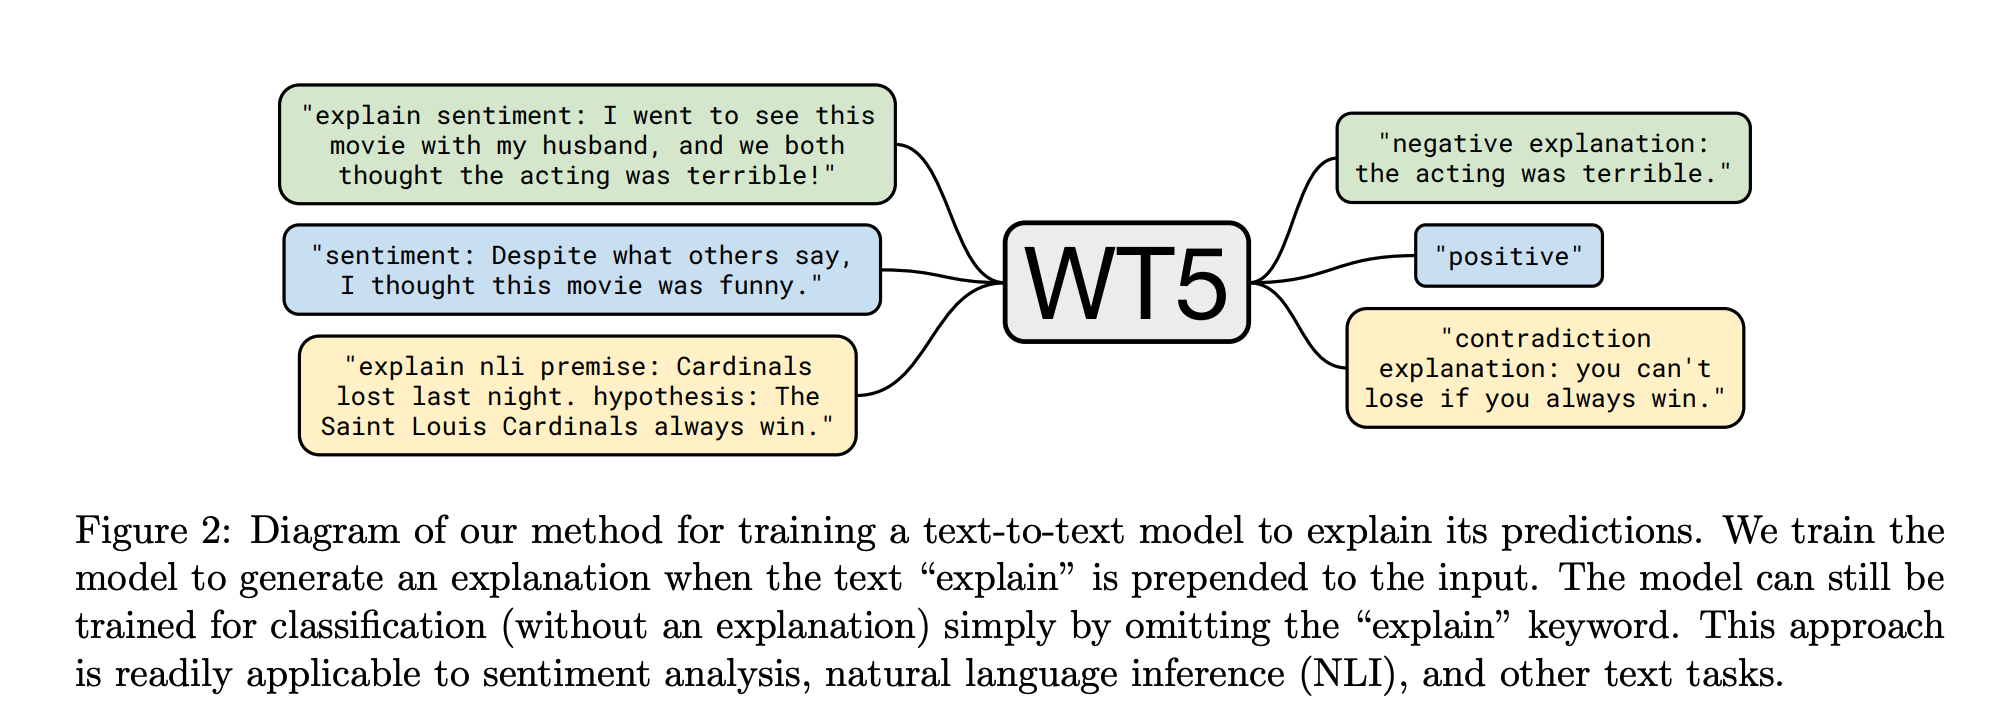 "explain sentiment: I went to see this
movie with my husband, and we both
thought the acting was terrible!"
"sentiment: Despite what others say,
I thought this movie was funny."
"explain nli premise: Cardinals
lost last night. hypothesis: The
Saint Louis Cardinals always win."
WT5
"negative explanation:
the acting was terrible."
"positive"
"contradiction
explanation: you can't
lose if you always win."
Figure 2: Diagram of our method for training a text-to-text model to explain its predictions. We train the
model to generate an explanation when the text “explain” is prepended to the input. The model can still be
trained for classification (without an explanation) simply by omitting the “explain” keyword. This approach
is readily applicable to sentiment analysis, natural language inference (NLI), and other text tasks.